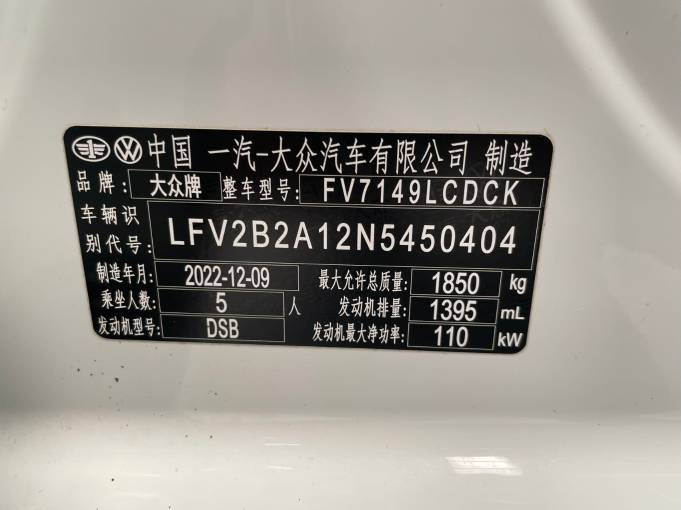 中国 一汽-大众汽车有限公司 制造
品牌: 大众牌 整车型号: FV7149LCDCK
车辆识别代号: LFV2B2A12N5450404
制造年月: 2022-12-09 最大允许总质量: 1850 kg
乘坐人数: 5 人 发动机排量: 1395 mL
发动机型号: DSB 发动机最大净功率: 110 kW